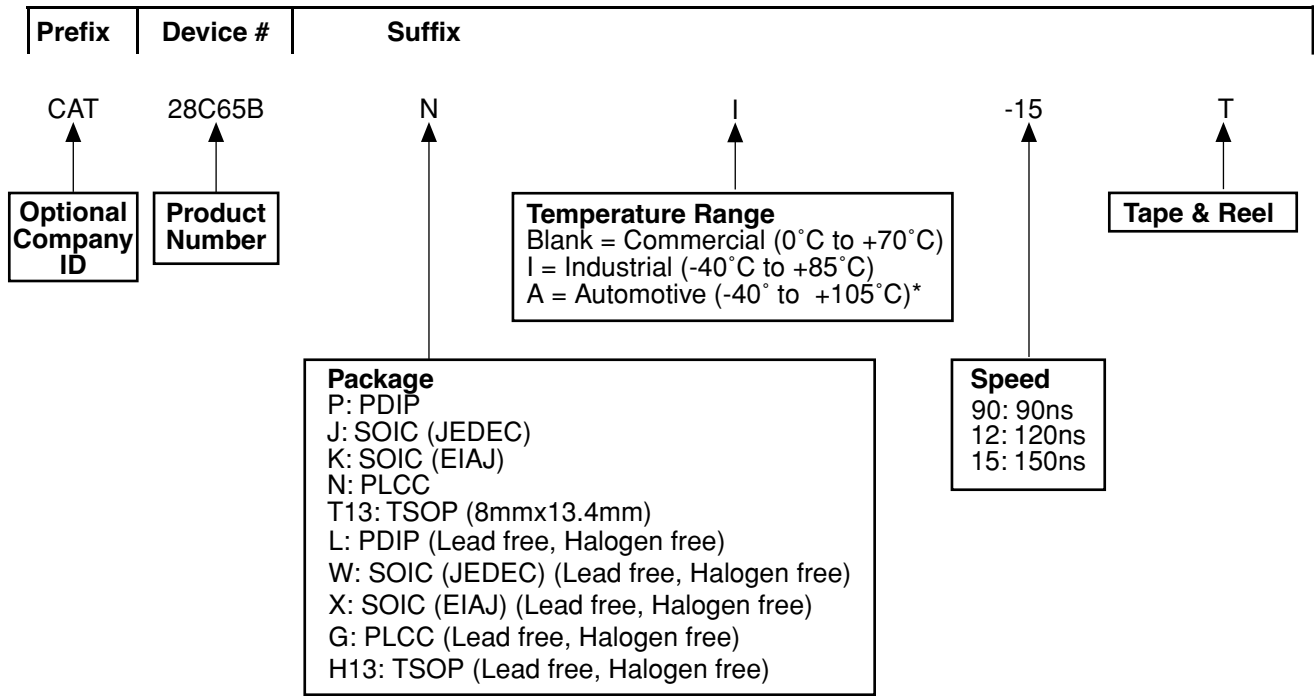 Prefix Device # Suffix
CAT 28C65B N I -15 T
Optional
Company
ID
Product
Number
Temperature Range
Blank = Commercial (0˚C to +70˚C)
I = Industrial (-40˚C to +85˚C)
A = Automotive (-40˚ to +105˚C)*
Tape & Reel
Package
P: PDIP
J: SOIC (JEDEC)
K: SOIC (EIAJ)
N: PLCC
T13: TSOP (8mmx13.4mm)
L: PDIP (Lead free, Halogen free)
W: SOIC (JEDEC) (Lead free, Halogen free)
X: SOIC (EIAJ) (Lead free, Halogen free)
G: PLCC (Lead free, Halogen free)
H13: TSOP (Lead free, Halogen free)
Speed
90: 90ns
12: 120ns
15: 150ns